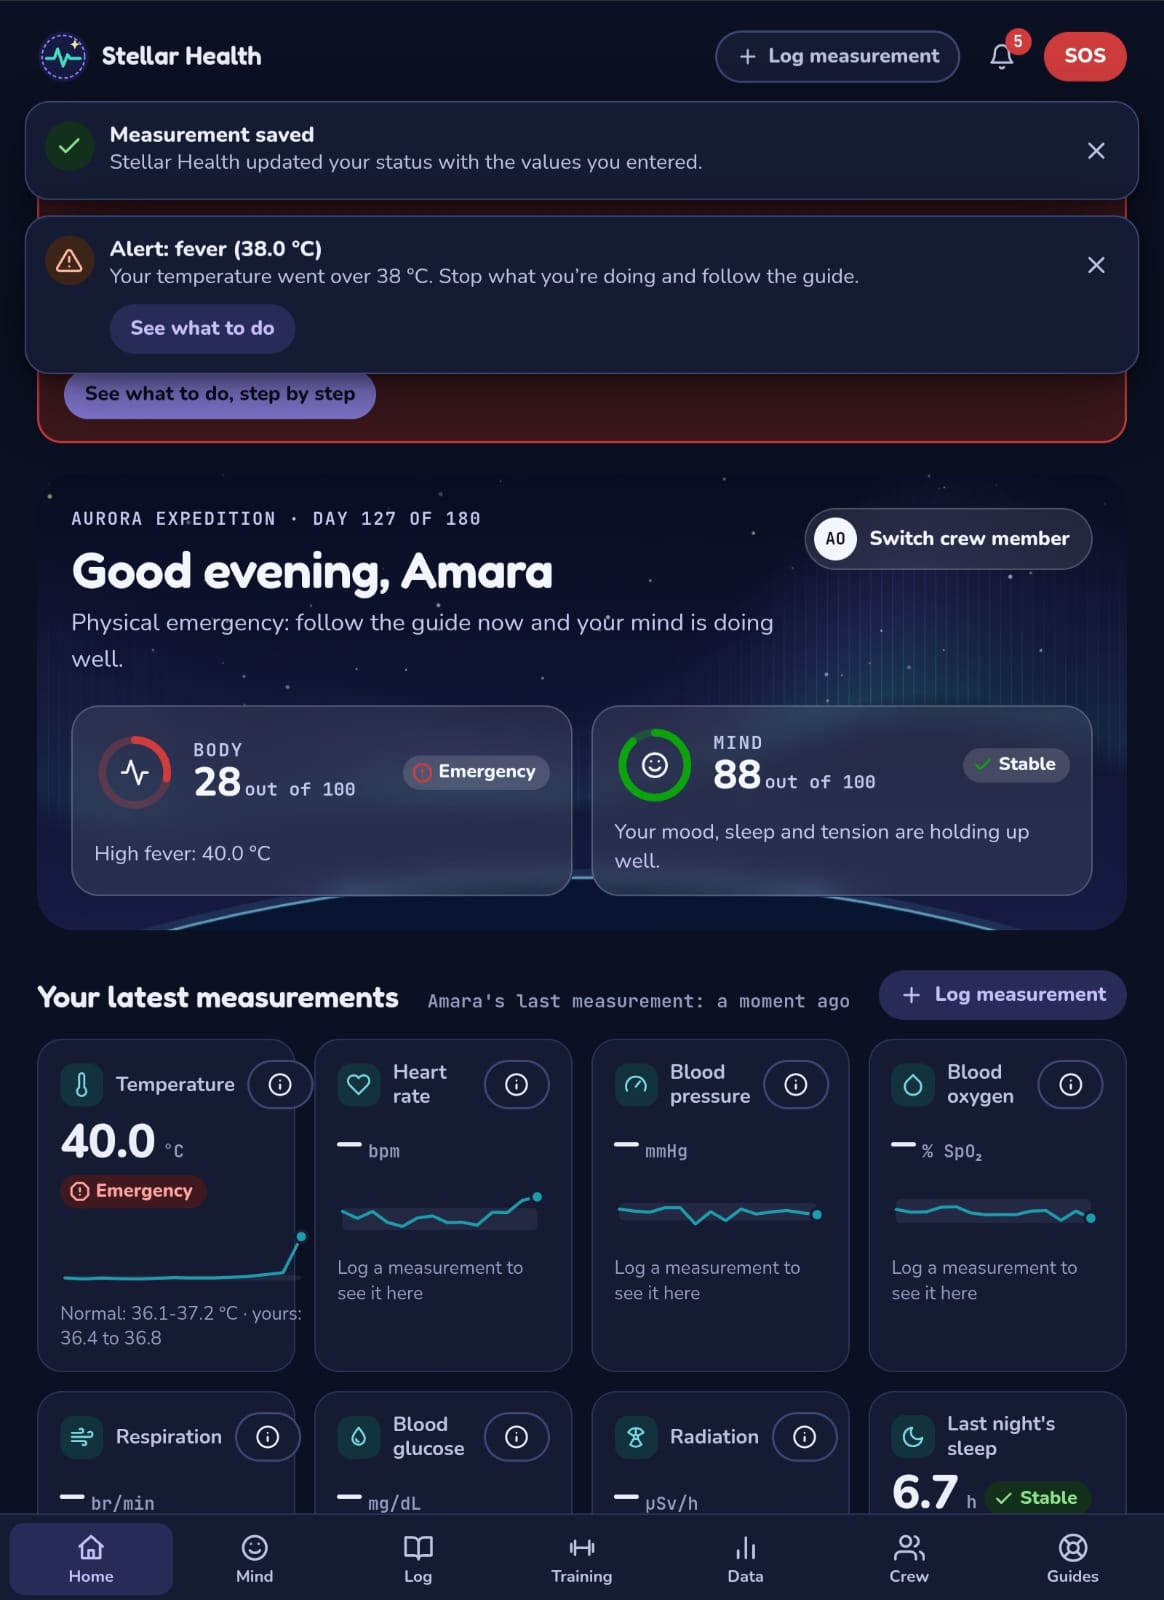 Stellar Health
+ Log measurement
5
SOS
Measurement saved
Stellar Health updated your status with the values you entered.
Alert: fever (38.0 °C)
Your temperature went over 38 °C. Stop what you're doing and follow the guide.
See what to do
See what to do, step by step
AURORA EXPEDITION · DAY 127 OF 180
AO Switch crew member
Good evening, Amara
Physical emergency: follow the guide now and your mind is doing
well.
BODY
28 out of 100
Emergency
High fever: 40.0 °C
MIND
88 out of 100
Stable
Your mood, sleep and tension are holding up
well.
Your latest measurements
Amara's last measurement: a moment ago
+ Log measurement
Temperature
40.0 °C
Emergency
Normal: 36.1-37.2 °C · yours:
36.4 to 36.8
Heart
rate
— bpm
Log a measurement to
see it here
Blood
pressure
— mmHg
Log a measurement to
see it here
Blood
oxygen
— % SpO₂
Log a measurement to
see it here
Respiration
— br/min
Blood
glucose
— mg/dL
Radiation
— µSv/h
Last night's
sleep
6.7 h
Stable
Home
Mind
Log
Training
Data
Crew
Guides